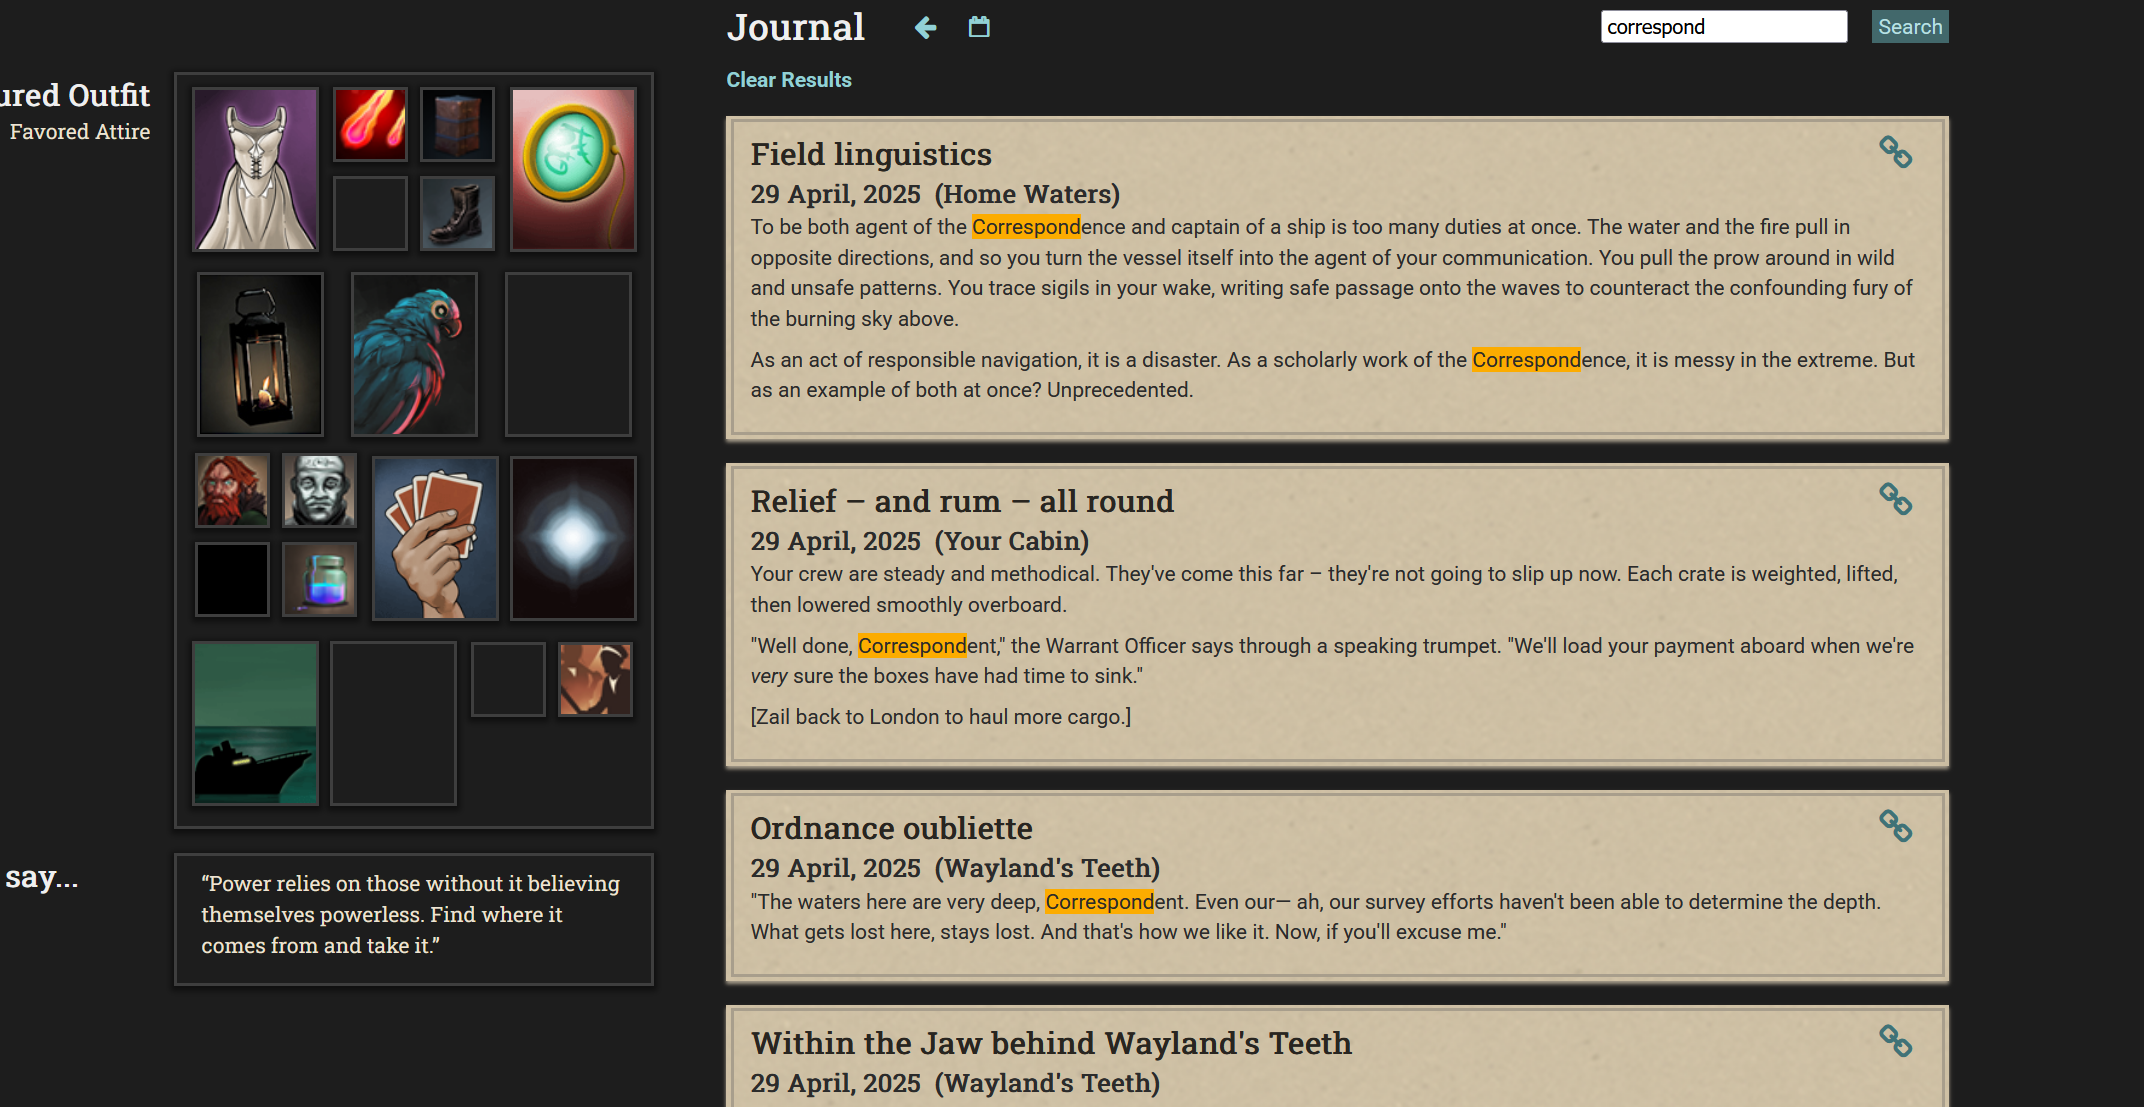 Journal
correspond
Search
Clear Results
ured Outfit
Favored Attire
Field linguistics
29 April, 2025 (Home Waters)
To be both agent of the Correspondence and captain of a ship is too many duties at once. The water and the fire pull in
opposite directions, and so you turn the vessel itself into the agent of your communication. You pull the prow around in wild
and unsafe patterns. You trace sigils in your wake, writing safe passage onto the waves to counteract the confounding fury of
the burning sky above.
As an act of responsible navigation, it is a disaster. As a scholarly work of the Correspondence, it is messy in the extreme. But
as an example of both at once? Unprecedented.
Relief – and rum – all round
29 April, 2025 (Your Cabin)
Your crew are steady and methodical. They've come this far – they're not going to slip up now. Each crate is weighted, lifted,
then lowered smoothly overboard.
"Well done, Correspondent," the Warrant Officer says through a speaking trumpet. "We'll load your payment aboard when we're
very sure the boxes have had time to sink."
[Zail back to London to haul more cargo.]
Ordnance oubliette
29 April, 2025 (Wayland's Teeth)
"The waters here are very deep, Correspondent. Even our— ah, our survey efforts haven't been able to determine the depth.
What gets lost here, stays lost. And that's how we like it. Now, if you'll excuse me."
say...
“Power relies on those without it believing
themselves powerless. Find where it
comes from and take it.”
Within the Jaw behind Wayland's Teeth
29 April, 2025 (Wayland's Teeth)